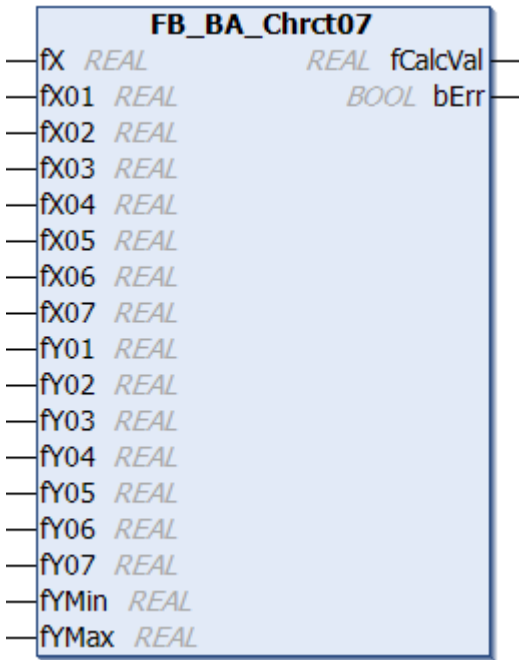 FB_BA_Chrct07
fX REAL REAL fCalcVal
fX01 REAL BOOL bErr
fX02 REAL
fX03 REAL
fX04 REAL
fX05 REAL
fX06 REAL
fX07 REAL
fY01 REAL
fY02 REAL
fY03 REAL
fY04 REAL
fY05 REAL
fY06 REAL
fY07 REAL
fYMin REAL
fYMax REAL